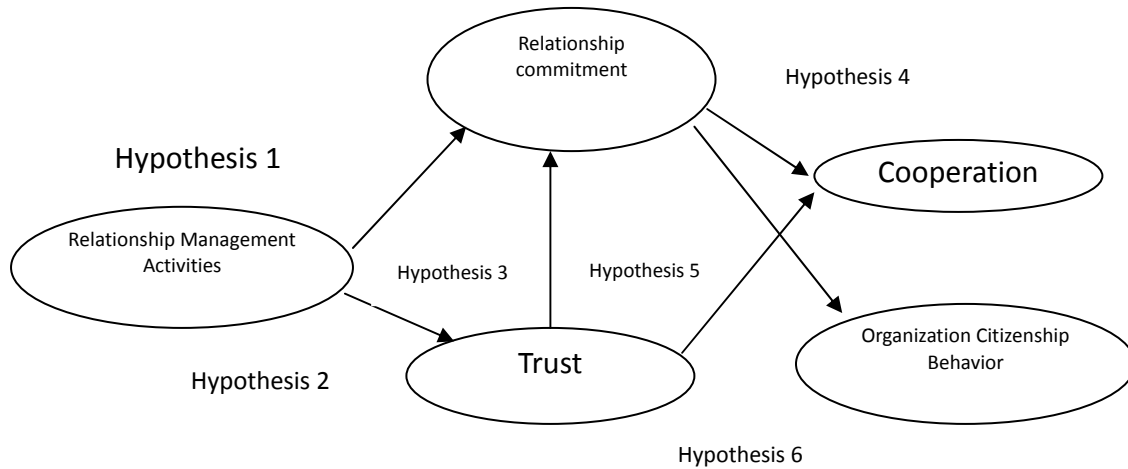 Relationship
commitment
Hypothesis 4
Hypothesis 1
Cooperation
Relationship Management
Activities
Hypothesis 3
Hypothesis 5
Organization Citizenship
Behavior
Trust
Hypothesis 2
Hypothesis 6